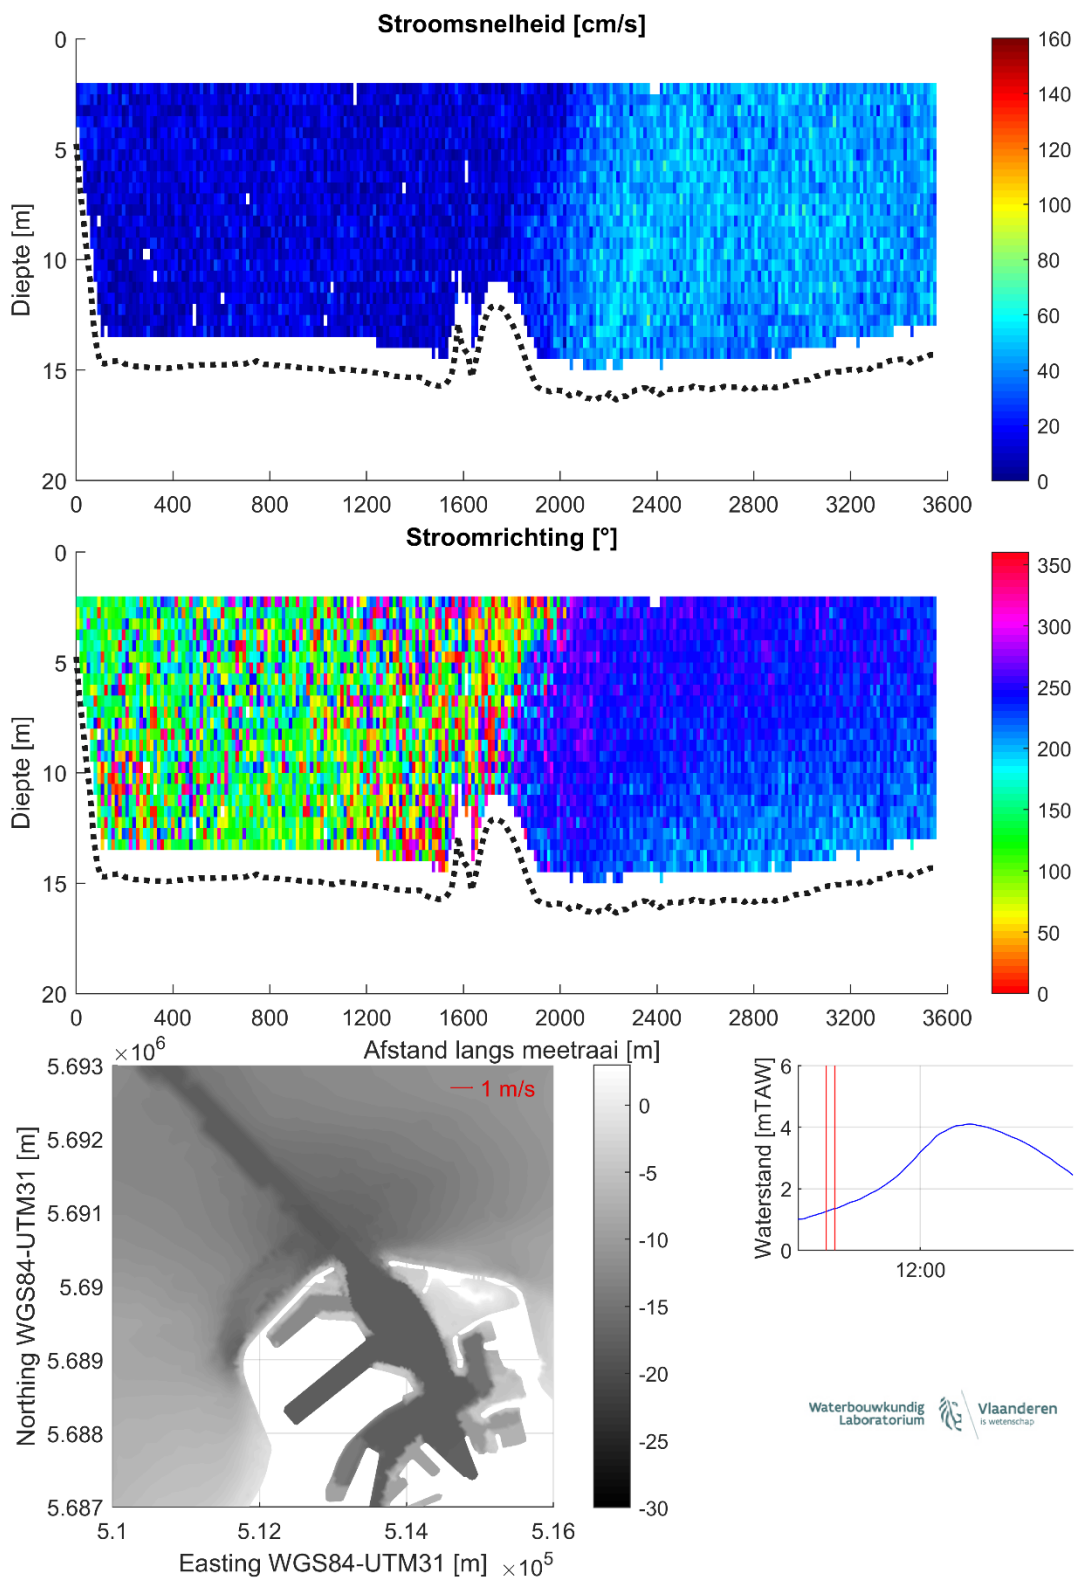 Stroomsnelheid [cm/s]
0
5
10
15
20
Diepte [m]
0 400 800 1200 1600 2000 2400 2800 3200 3600
160
140
120
100
80
60
40
20
0
Stroomrichting [°]
0
5
10
15
20
Diepte [m]
0 400 800 1200 1600 2000 2400 2800 3200 3600
Afstand langs meetraai [m]
350
300
250
200
150
100
50
0
×10⁶
5.693
5.692
5.691
5.69
5.689
5.688
5.687
Northing WGS84-UTM31 [m]
1 m/s
5.1 5.12 5.14 5.16
Easting WGS84-UTM31 [m] ×10⁵
0
-5
-10
-15
-20
-25
-30
Waterstand [mTAW]
6
4
2
0
12:00
Waterbouwkundig
Laboratorium
Vlaanderen
is wetenschap